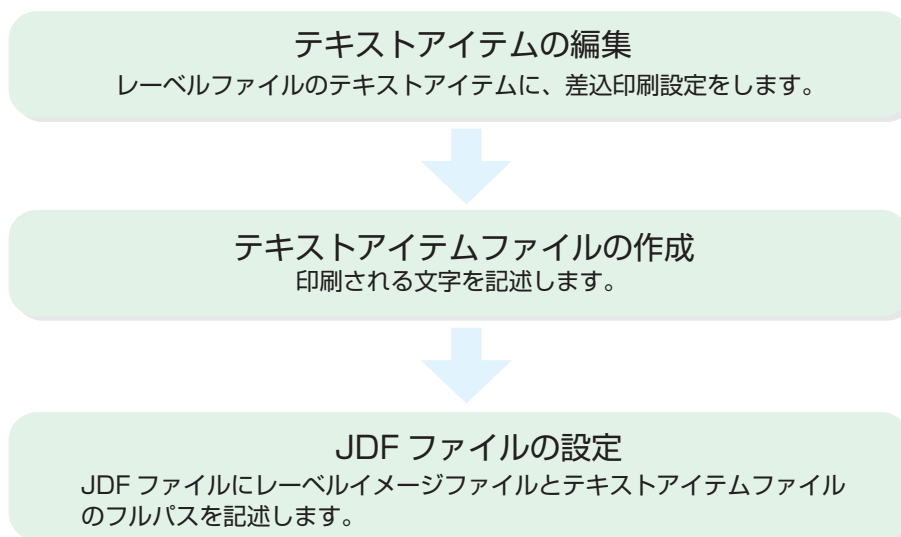 テキストアイテムの編集
レーベルファイルのテキストアイテムに、差込印刷設定をします。
テキストアイテムファイルの作成
印刷される文字を記述します。
JDF ファイルの設定
JDF ファイルにレーベルイメージファイルとテキストアイテムファイル
のフルパスを記述します。